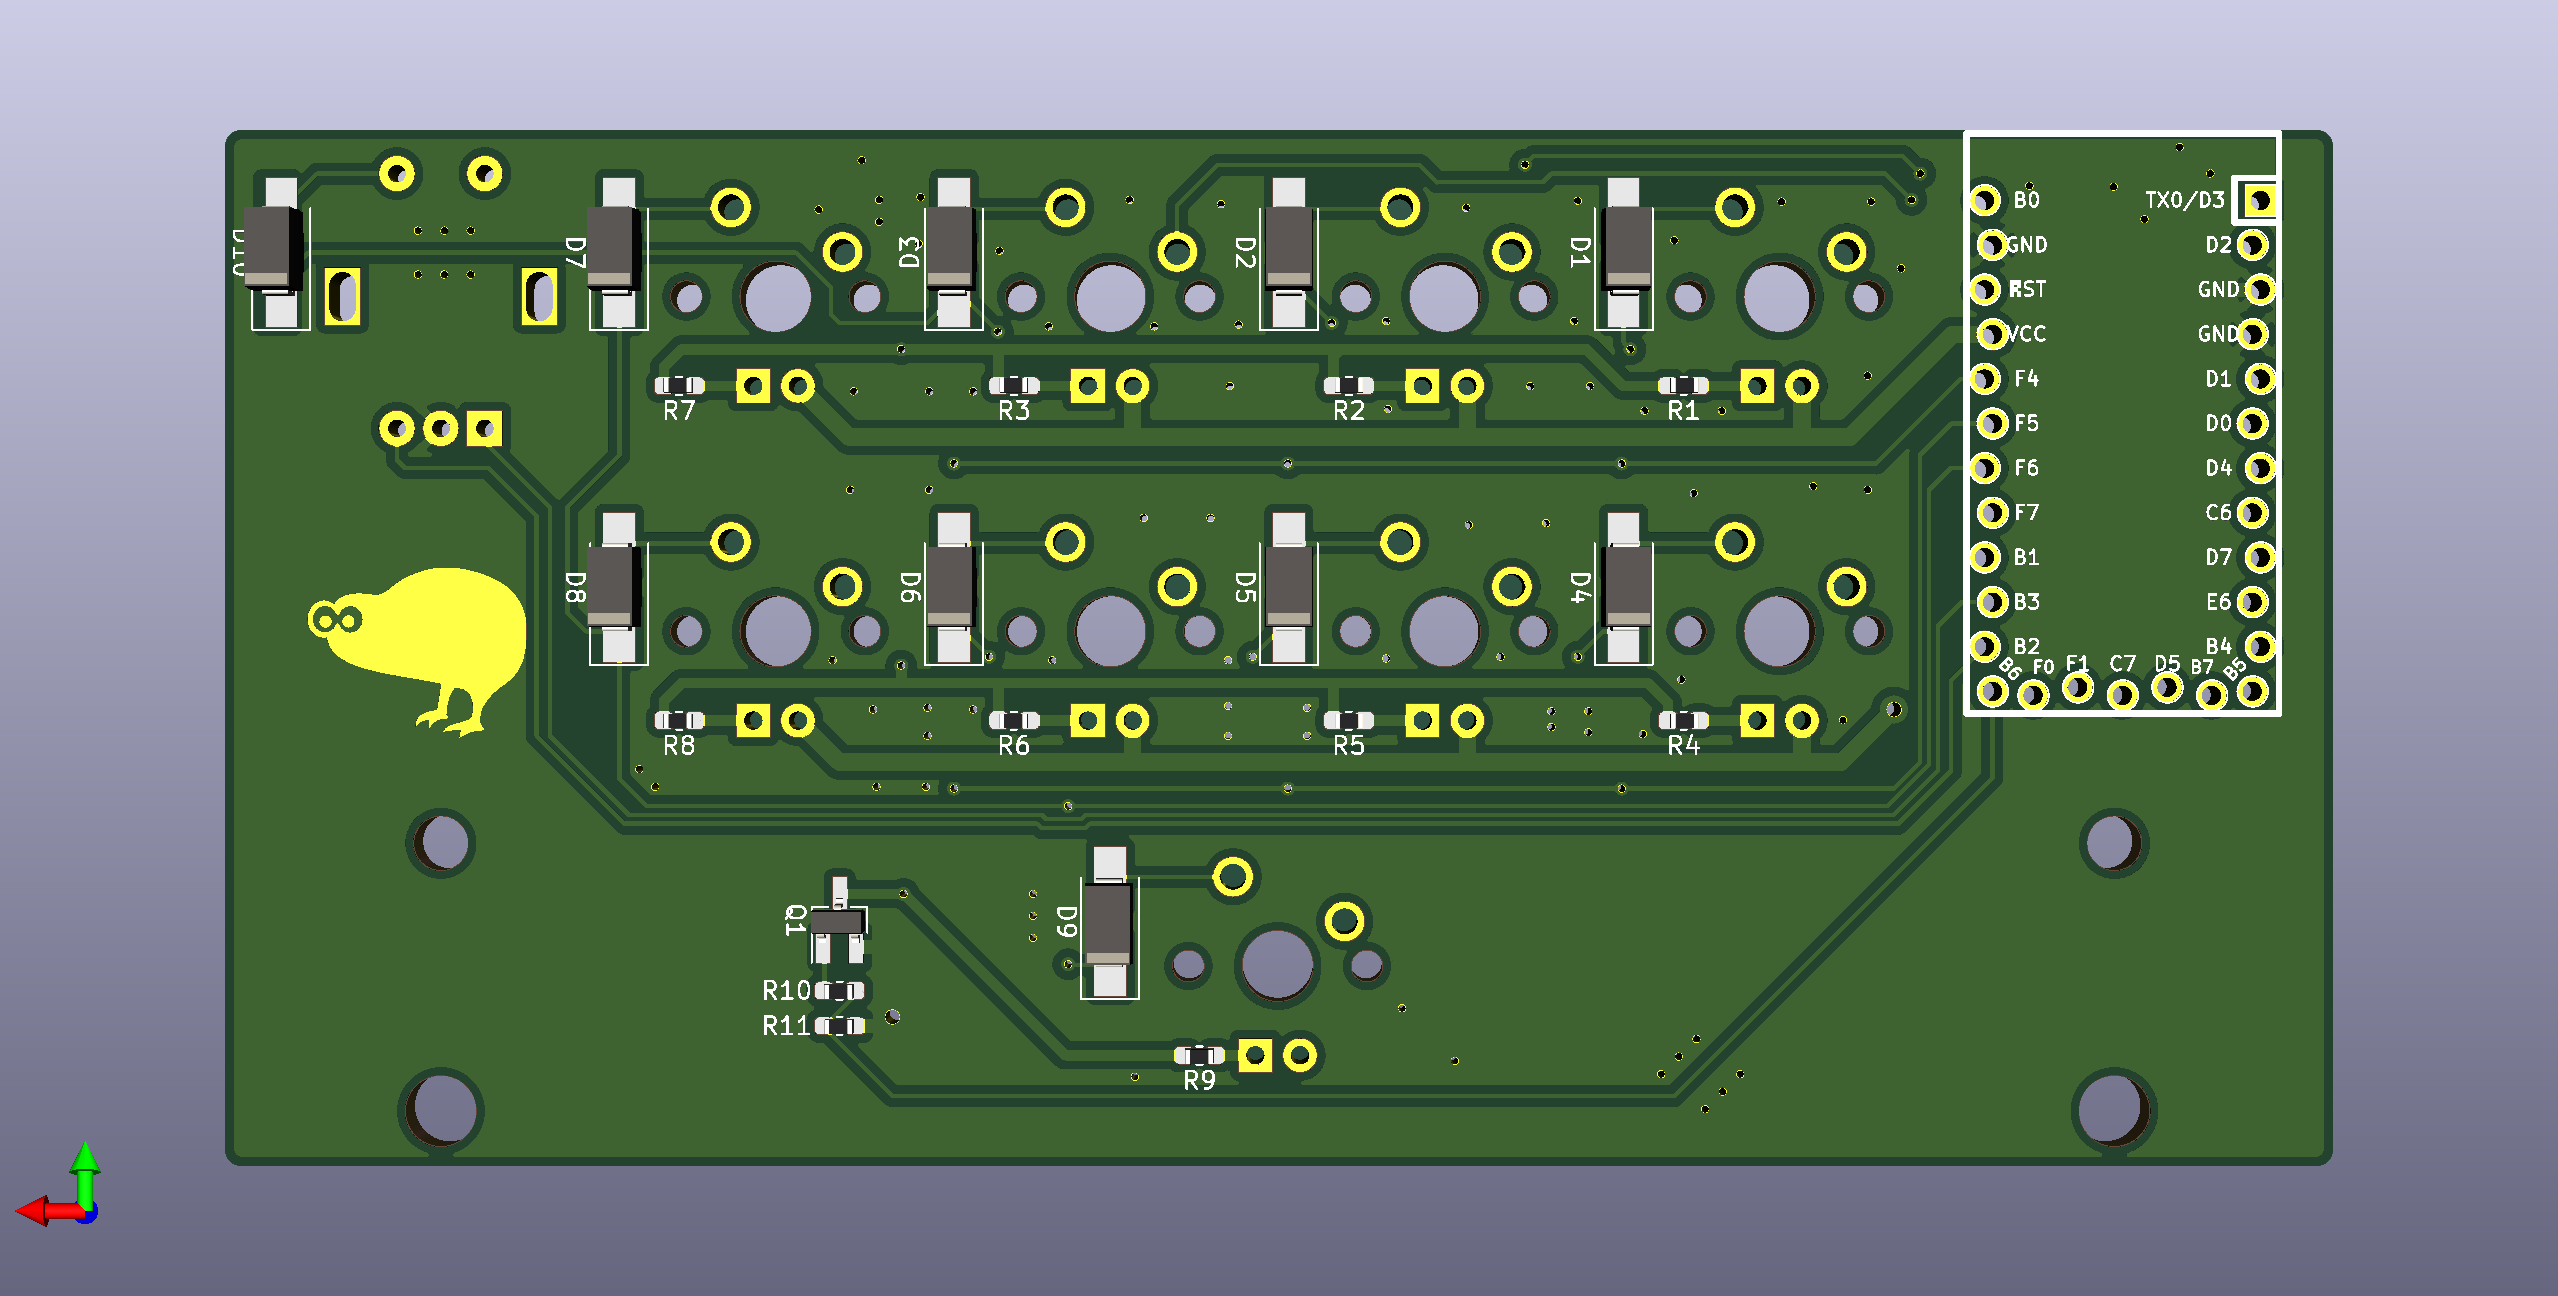 B0 TX0/D3
D10 D7 D3 D2 D1 GND D2
RST GND
VCC GND
F4 D1
R7 R3 R2 R1
F5 D0
F6 D4
F7 C6
B1 D7
D8 D6 D5 D4 B3 E6
B2 B4
B6 F0 F1 C7 D5 B7 B5
R8 R6 R5 R4
Q1 D9
R10
R11
R9